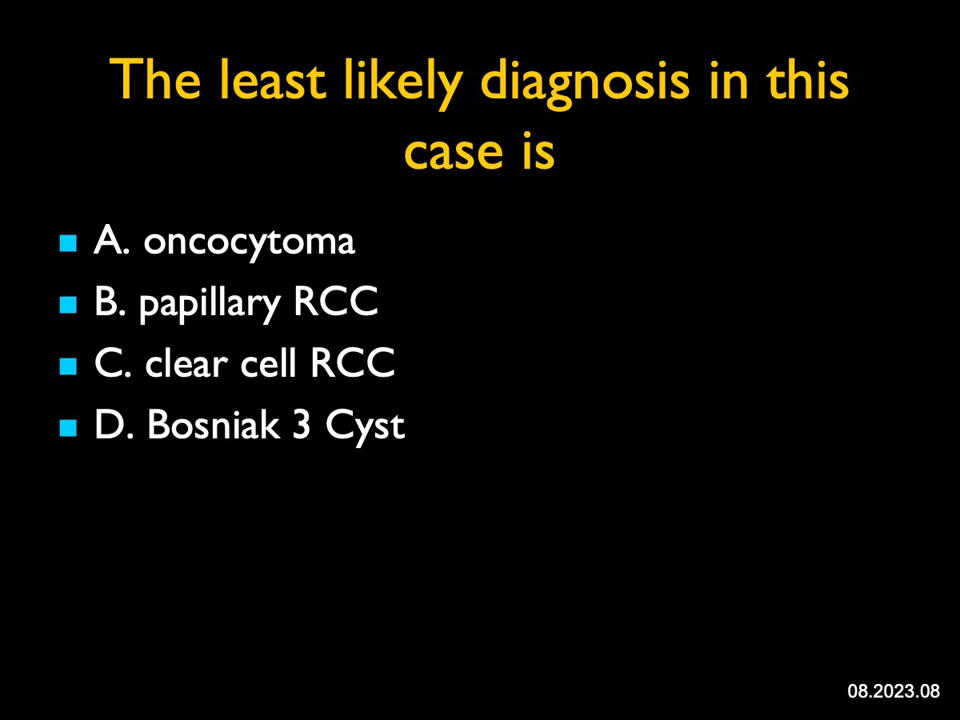 The least likely diagnosis in this
case is
A. oncocytoma
B. papillary RCC
C. clear cell RCC
D. Bosniak 3 Cyst
08.2023.08